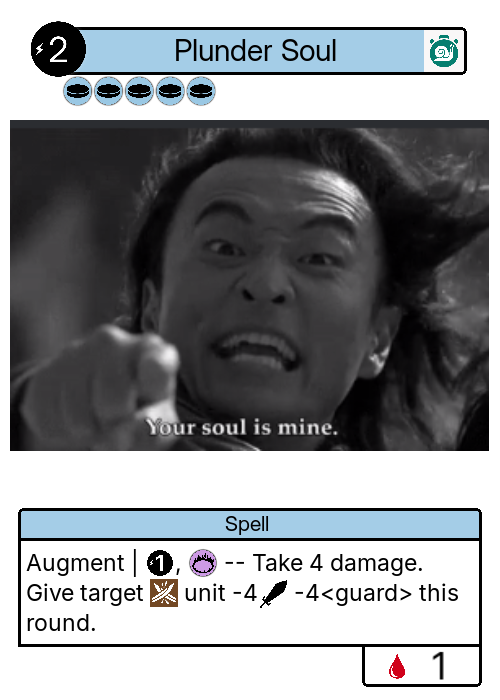 2
Plunder Soul
Your soul is mine.
Spell
Augment | 1, -- Take 4 damage.
Give target unit -4 -4<guard> this
round.
1